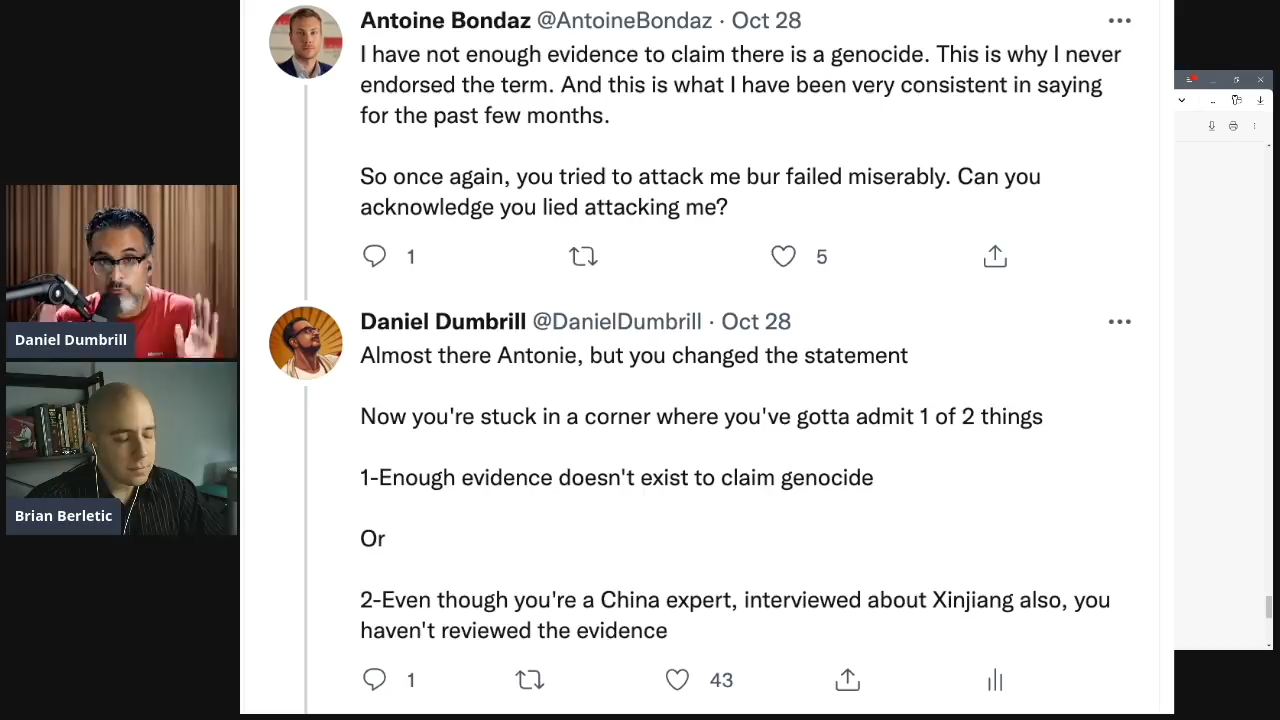 Antoine Bondaz @AntoineBondaz · Oct 28
I have not enough evidence to claim there is a genocide. This is why I never
endorsed the term. And this is what I have been very consistent in saying
for the past few months.
So once again, you tried to attack me bur failed miserably. Can you
acknowledge you lied attacking me?
1
5
Daniel Dumbrill @DanielDumbrill · Oct 28
Almost there Antonie, but you changed the statement
Now you're stuck in a corner where you've gotta admit 1 of 2 things
1-Enough evidence doesn't exist to claim genocide
Or
2-Even though you're a China expert, interviewed about Xinjiang also, you
haven't reviewed the evidence
1
43
Daniel Dumbrill
Brian Berletic